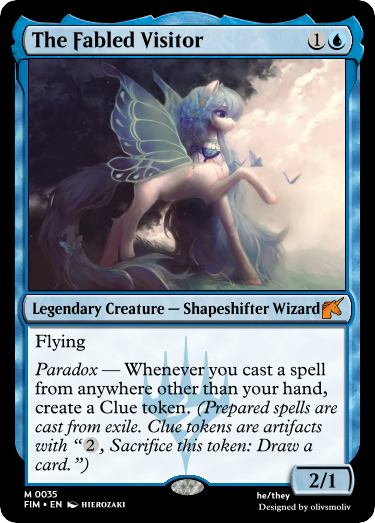 The Fabled Visitor 1
Legendary Creature — Shapeshifter Wizard
Flying
Paradox — Whenever you cast a spell
from anywhere other than your hand,
create a Clue token. (Prepared spells are
cast from exile. Clue tokens are artifacts
with “2, Sacrifice this token: Draw a
card.”)
2/1
M 0035
FIM • EN HIEROZAKI
he/they
Designed by olivsmoliv